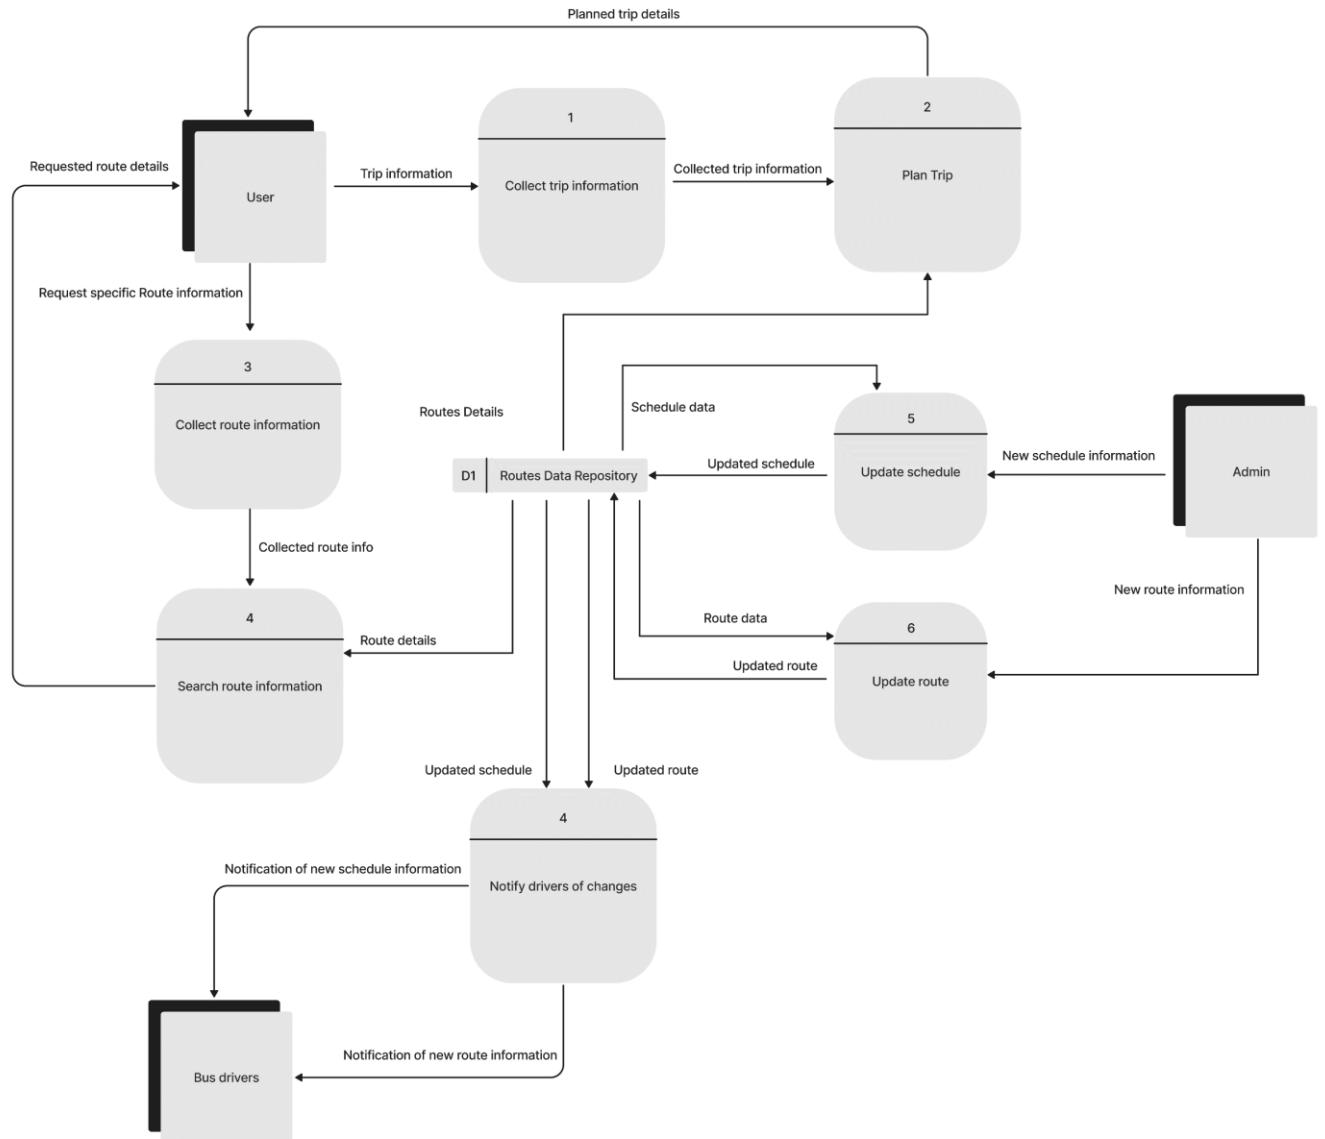 Planned trip details
1
2
Requested route details
Trip information
Collected trip information
Plan Trip
User
Collect trip information
Request specific Route information
3
Collect route information
Routes Details
Schedule data
5
New schedule information
Updated schedule
D1
Routes Data Repository
Update schedule
Admin
Collected route info
New route information
4
Route details
Route data
6
Updated route
Search route information
Update route
Updated schedule
Updated route
4
Notification of new schedule information
Notify drivers of changes
Notification of new route information
Bus drivers